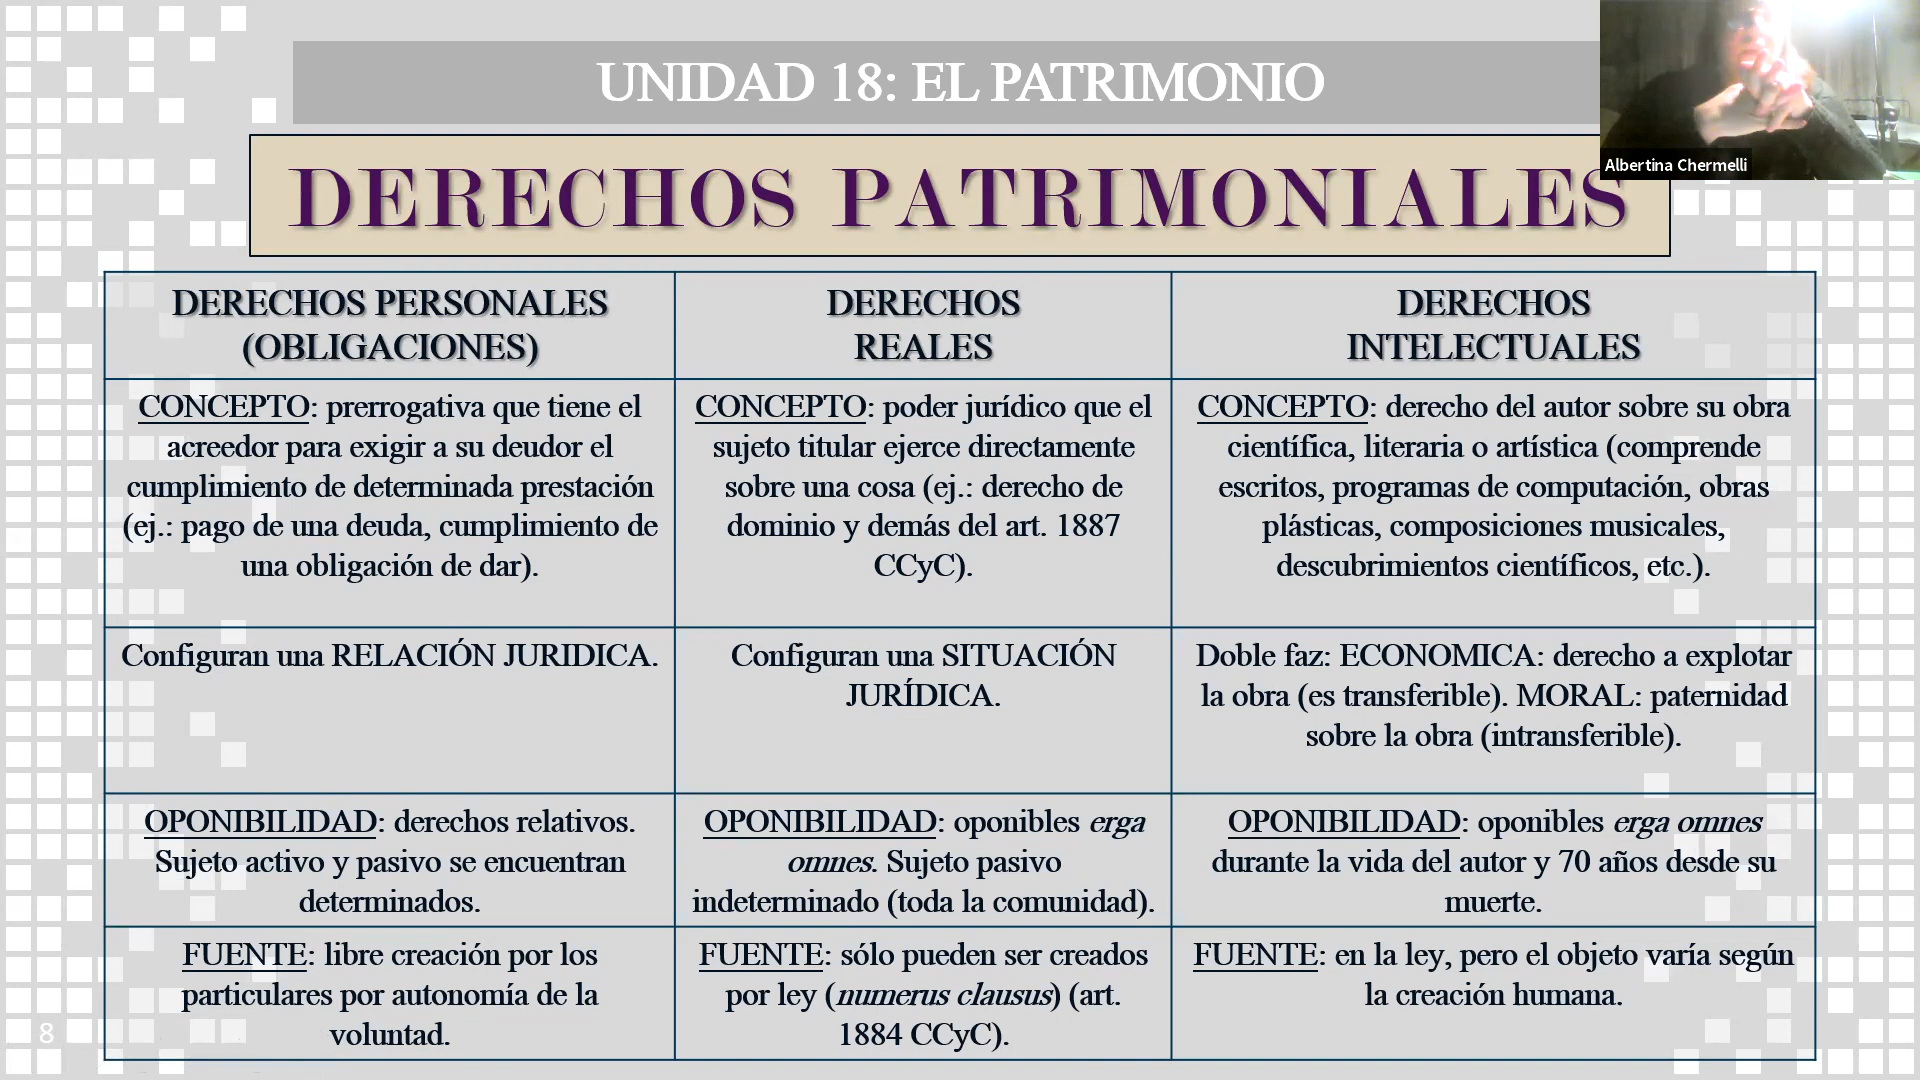 UNIDAD 18: EL PATRIMONIO
Albertina Chermelli
DERECHOS PATRIMONIALES
DERECHOS PERSONALES
(OBLIGACIONES)
DERECHOS
REALES
DERECHOS
INTELECTUALES
CONCEPTO: prerrogativa que tiene el
acreedor para exigir a su deudor el
cumplimiento de determinada prestación
(ej.: pago de una deuda, cumplimiento de
una obligación de dar).
CONCEPTO: poder jurídico que el
sujeto titular ejerce directamente
sobre una cosa (ej.: derecho de
dominio y demás del art. 1887
CCyC).
CONCEPTO: derecho del autor sobre su obra
científica, literaria o artística (comprende
escritos, programas de computación, obras
plásticas, composiciones musicales,
descubrimientos científicos, etc.).
Configuran una RELACIÓN JURIDICA.
Configuran una SITUACIÓN
JURÍDICA.
Doble faz: ECONOMICA: derecho a explotar
la obra (es transferible). MORAL: paternidad
sobre la obra (intransferible).
OPONIBILIDAD: derechos relativos.
Sujeto activo y pasivo se encuentran
determinados.
OPONIBILIDAD: oponibles erga
omnes. Sujeto pasivo
indeterminado (toda la comunidad).
OPONIBILIDAD: oponibles erga omnes
durante la vida del autor y 70 años desde su
muerte.
FUENTE: libre creación por los
particulares por autonomía de la
voluntad.
FUENTE: sólo pueden ser creados
por ley (numerus clausus) (art.
1884 CCyC).
FUENTE: en la ley, pero el objeto varía según
la creación humana.
8